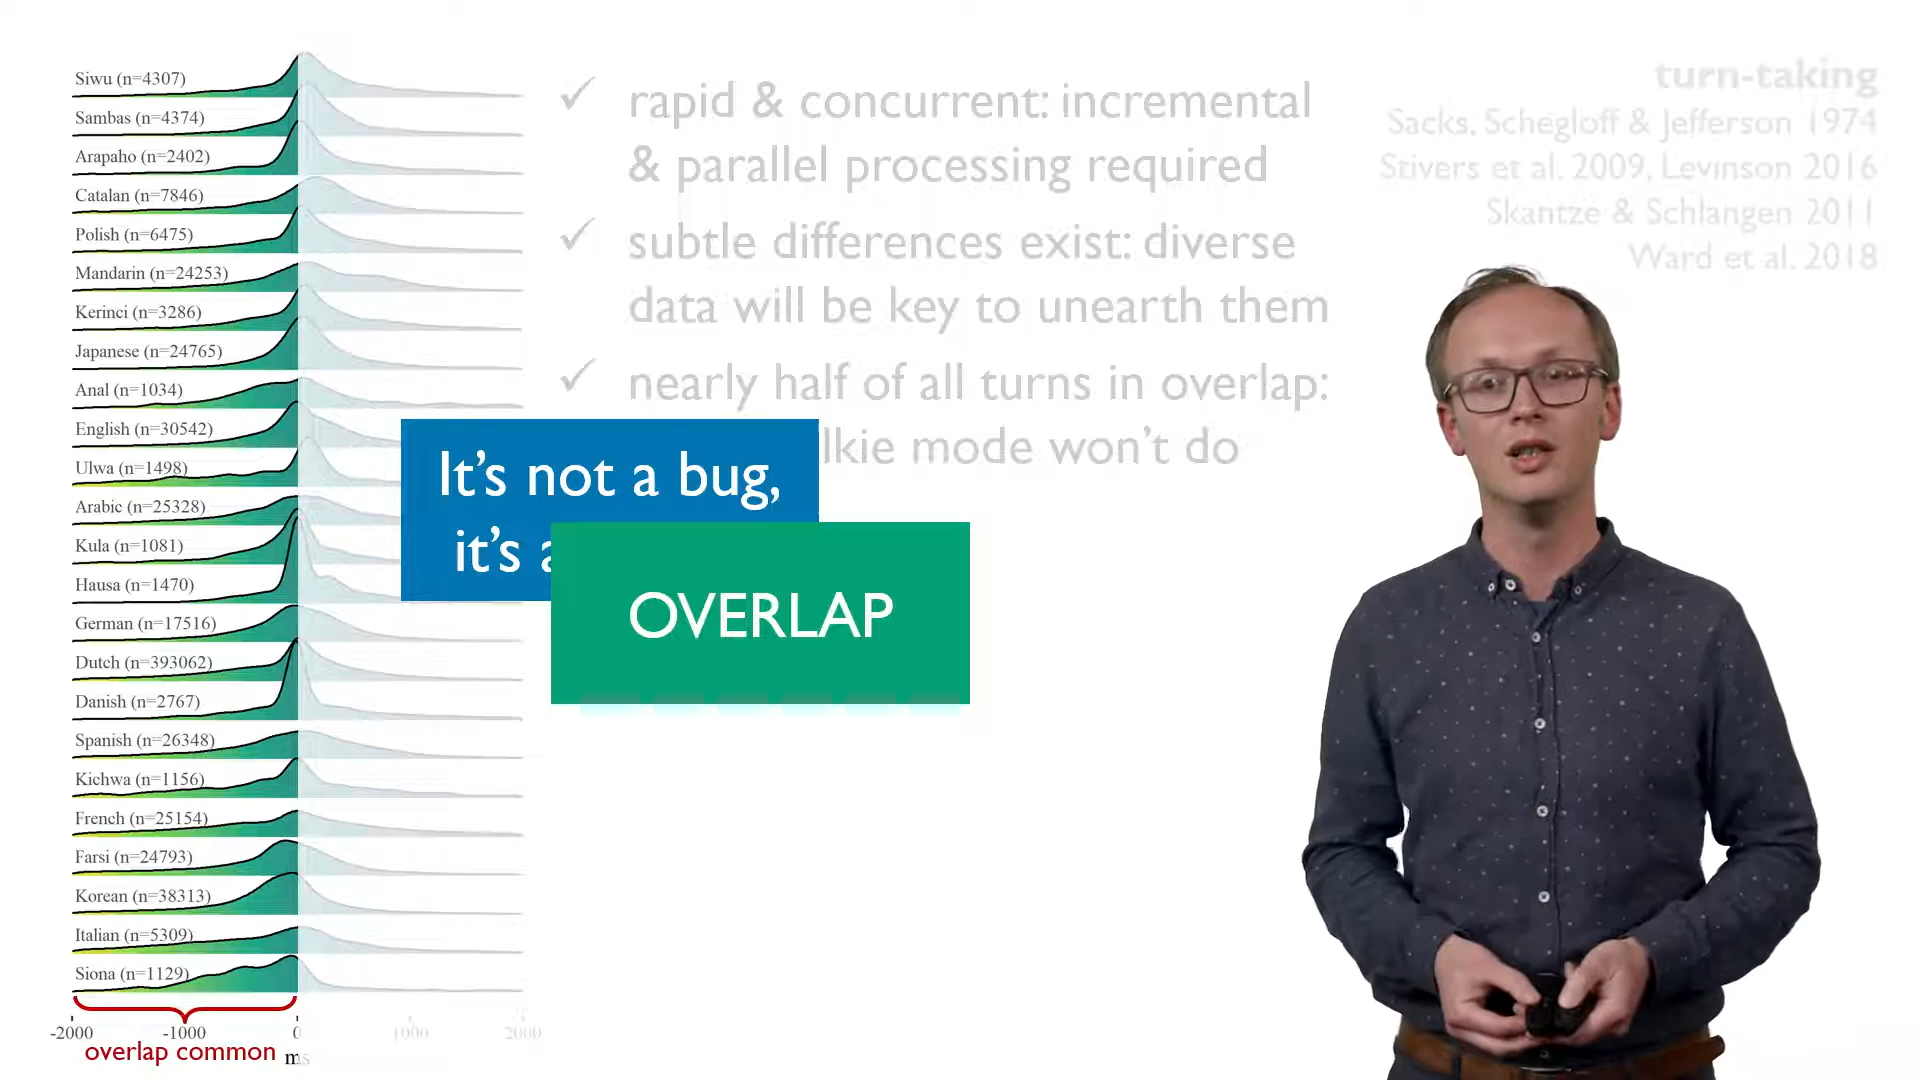 Siwu (n=4307)
Sambas (n=4374)
Arapaho (n=2402)
Catalan (n=7846)
Polish (n=6475)
Mandarin (n=24253)
Kerinci (n=3286)
Japanese (n=24765)
Anal (n=1034)
English (n=30542)
Ulwa (n=1498)
Arabic (n=25328)
Kula (n=1081)
Hausa (n=1470)
German (n=17516)
Dutch (n=393062)
Danish (n=2767)
Spanish (n=26348)
Kichwa (n=1156)
French (n=25154)
Farsi (n=24793)
Korean (n=38313)
Italian (n=5309)
Siona (n=1129)
-2000 -1000 0 1000 2000
overlap common
ms
✓ rapid & concurrent: incremental
& parallel processing required
✓ subtle differences exist: diverse
data will be key to unearth them
✓ nearly half of all turns in overlap:
lkie mode won't do
It's not a bug,
it's a
OVERLAP
turn-taking
Sacks, Schegloff & Jefferson 1974
Stivers et al. 2009, Levinson 2016
Skantze & Schlangen 2011
Ward et al. 2018